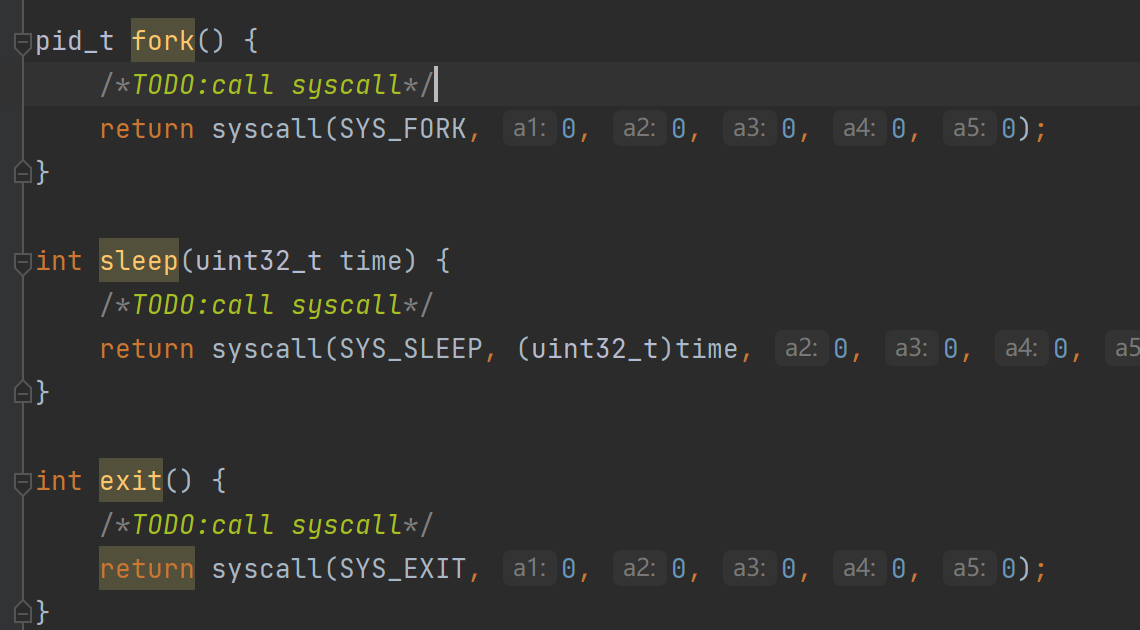 pid_t fork() {
/*TODO:call syscall*/
return syscall(SYS_FORK, a1: 0, a2: 0, a3: 0, a4: 0, a5: 0);
}
int sleep(uint32_t time) {
/*TODO:call syscall*/
return syscall(SYS_SLEEP, (uint32_t)time, a2: 0, a3: 0, a4: 0, a5
}
int exit() {
/*TODO:call syscall*/
return syscall(SYS_EXIT, a1: 0, a2: 0, a3: 0, a4: 0, a5: 0);
}